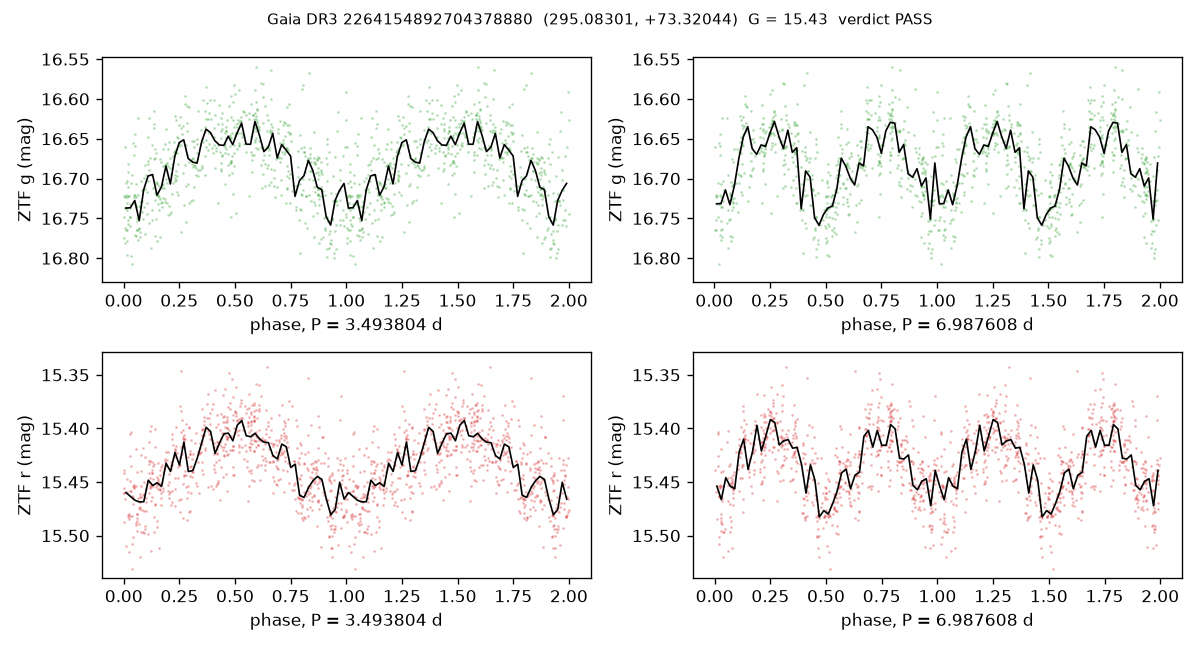 Gaia DR3 2264154892704378880 (295.08301, +73.32044) G = 15.43 verdict PASS
ZTF g (mag)
16.55
16.60
16.65
16.70
16.75
16.80
0.00 0.25 0.50 0.75 1.00 1.25 1.50 1.75 2.00
phase, P = 3.493804 d
ZTF g (mag)
16.55
16.60
16.65
16.70
16.75
16.80
0.00 0.25 0.50 0.75 1.00 1.25 1.50 1.75 2.00
phase, P = 6.987608 d
ZTF r (mag)
15.35
15.40
15.45
15.50
0.00 0.25 0.50 0.75 1.00 1.25 1.50 1.75 2.00
phase, P = 3.493804 d
ZTF r (mag)
15.35
15.40
15.45
15.50
0.00 0.25 0.50 0.75 1.00 1.25 1.50 1.75 2.00
phase, P = 6.987608 d